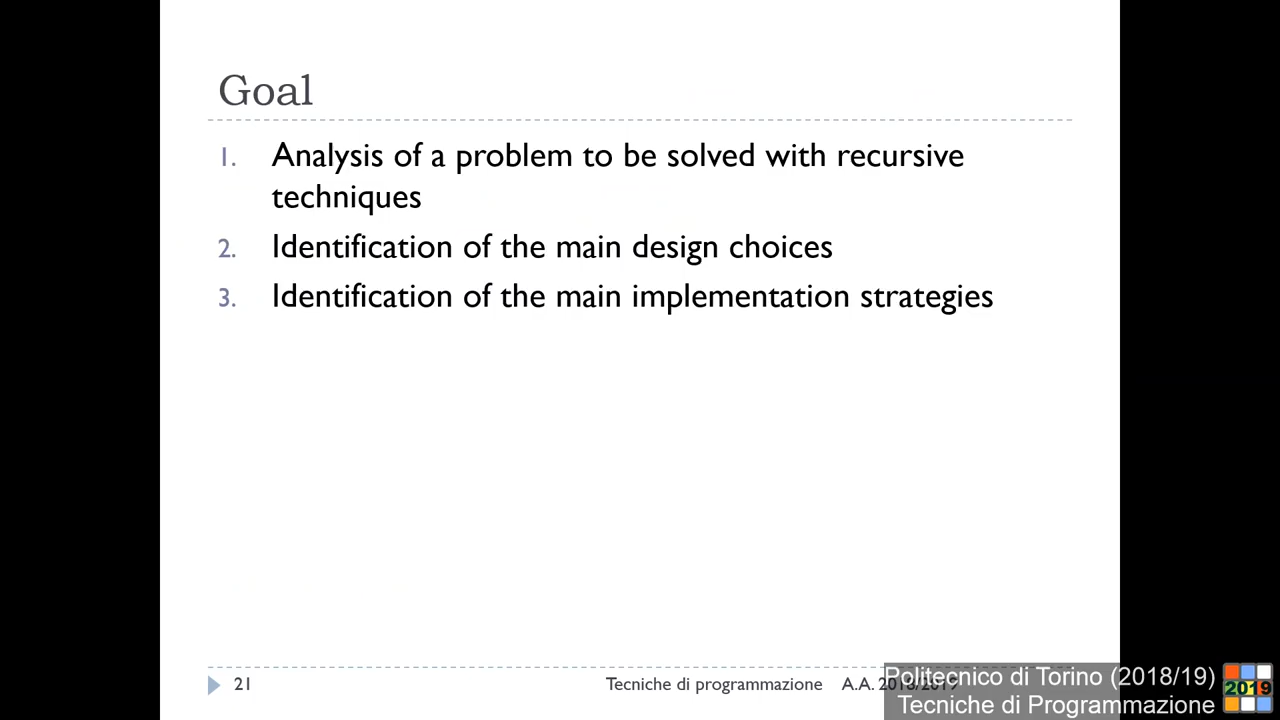 Goal
1. Analysis of a problem to be solved with recursive
techniques
2. Identification of the main design choices
3. Identification of the main implementation strategies
21
Tecniche di programmazione A.A. 2018/2019
Politecnico di Torino (2018/19)
Tecniche di Programmazione
2019